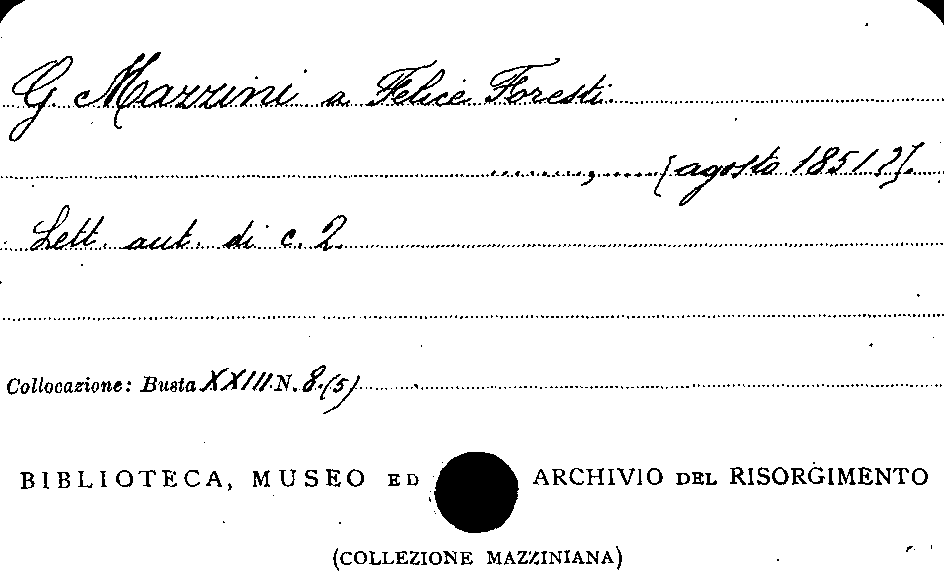 G. Mazzini a Felice Foresti.
........., ..... [agosto 1851?].
Lett. aut. di c. 2.
Collocazione: Busta XXIII N. 8.(5)
BIBLIOTECA, MUSEO ED ARCHIVIO DEL RISORGIMENTO
(COLLEZIONE MAZZINIANA)